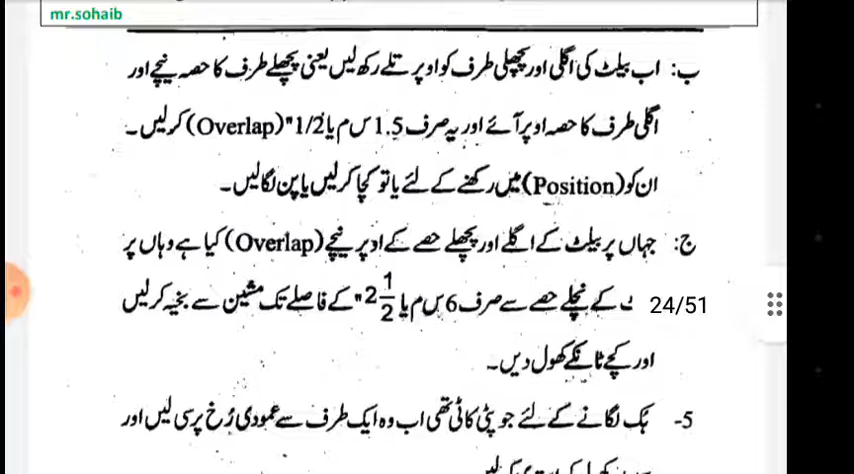 mr.sohaib
ب: اب بیلٹ کی اگلی اور پچھلی طرف کو اوپر تلے رکھ لیں یعنی پچھلے طرف کا حصہ نیچے اور
اگلی طرف کا حصہ اوپر آئے اور یہ صرف 1.5 س م یا 1/2" (Overlap) کرلیں۔
ان کو (Position) میں رکھنے کے لئے یا تو کچا کرلیں یا پن لگالیں۔
ج: جہاں پر بیلٹ کے اگلے اور پچھلے حصے کے اوپر نیچے (Overlap) کیا ہے وہاں پر
کے نچلے حصے سے صرف 6 س م یا 2 1/2" کے فاصلے تک مشین سے بخیہ کرلیں
24/51
اور کچے ٹانکے کھول دیں۔
5- ہُک لگانے کے لئے جو پٹی کاٹی تھی اب وہ ایک طرف سے عمودی رُخ پر سی لیں اور